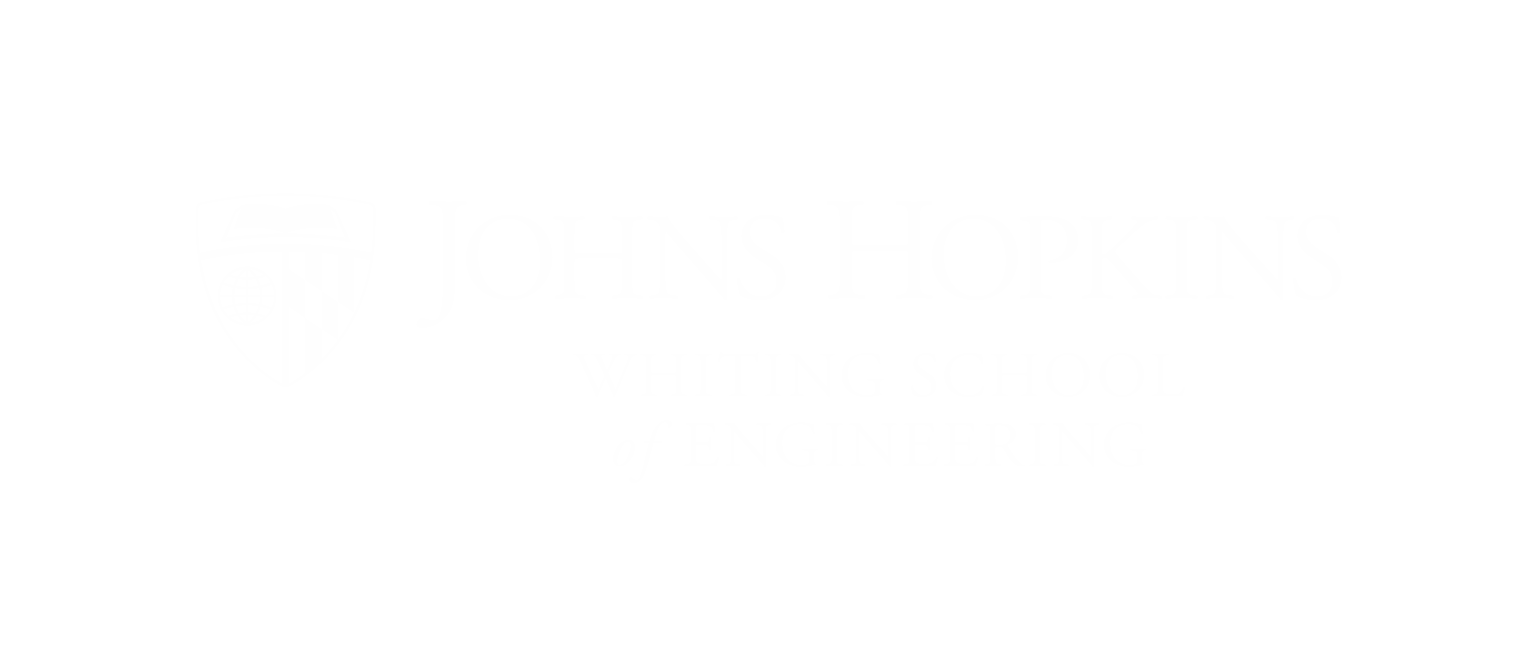 JOHNS HOPKINS
WHITING SCHOOL
of ENGINEERING